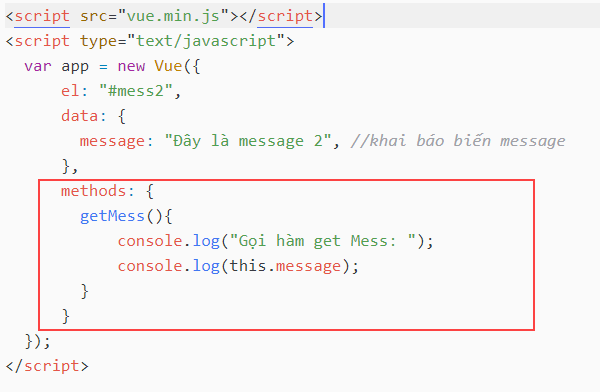 <script src="vue.min.js"></script>
<script type="text/javascript">
  var app = new Vue({
      el: "#mess2",
      data: {
        message: "Đây là message 2", //khai báo biến message
      },
      methods: {
        getMess(){
            console.log("Gọi hàm get Mess: ");
            console.log(this.message);
        }
      }
  });
</script>